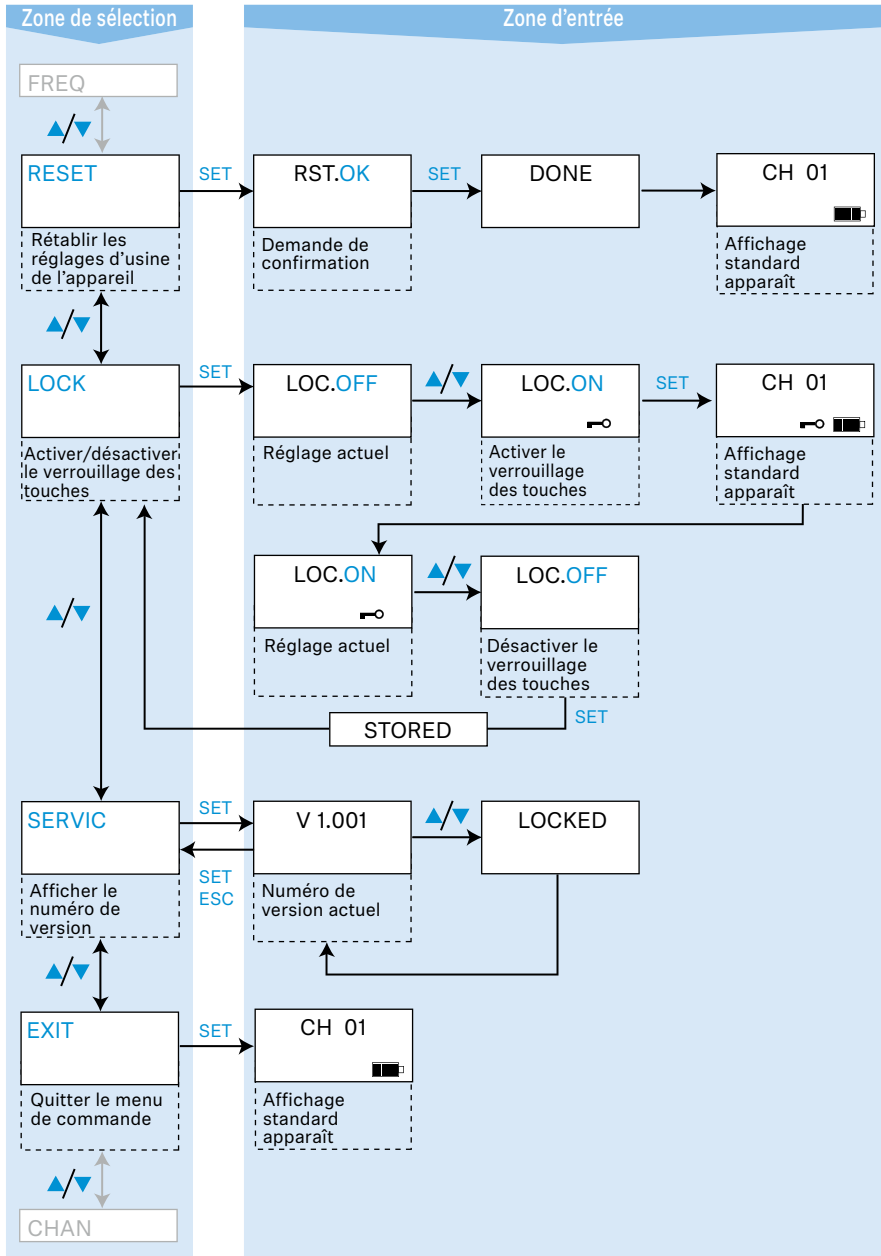 Zone de sélection
Zone d'entrée
FREQ
▲/▼
RESET
SET
RST.OK
SET
DONE
CH 01
Rétablir les
réglages d'usine
de l'appareil
Demande de
confirmation
Affichage
standard
apparaît
▲/▼
LOCK
SET
LOC.OFF
▲/▼
LOC.ON
SET
CH 01
Activer/désactiver
le verrouillage des
touches
Réglage actuel
Activer le
verrouillage
des touches
Affichage
standard
apparaît
▲/▼
LOC.ON
▲/▼
LOC.OFF
Réglage actuel
Désactiver le
verrouillage
des touches
SET
STORED
SERVIC
SET
V 1.001
▲/▼
LOCKED
SET
ESC
Afficher le
numéro de
version
Numéro de
version actuel
▲/▼
EXIT
SET
CH 01
Quitter le menu
de commande
Affichage
standard
apparaît
▲/▼
CHAN